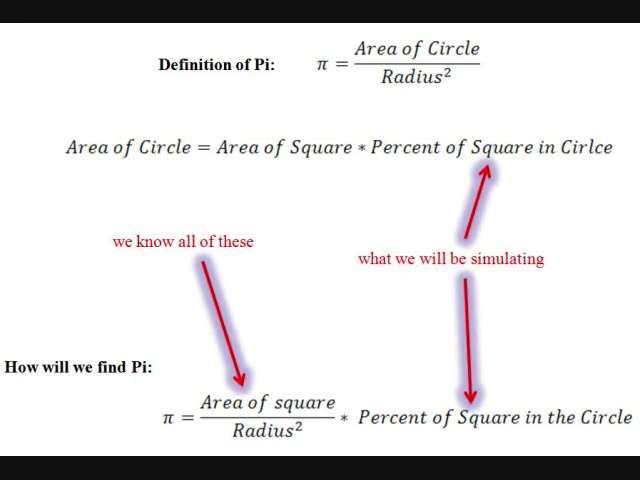 Definition of Pi: π = Area of Circle / Radius²
Area of Circle = Area of Square * Percent of Square in Cirlce
we know all of these
what we will be simulating
How will we find Pi:
π = Area of square / Radius² * Percent of Square in the Circle